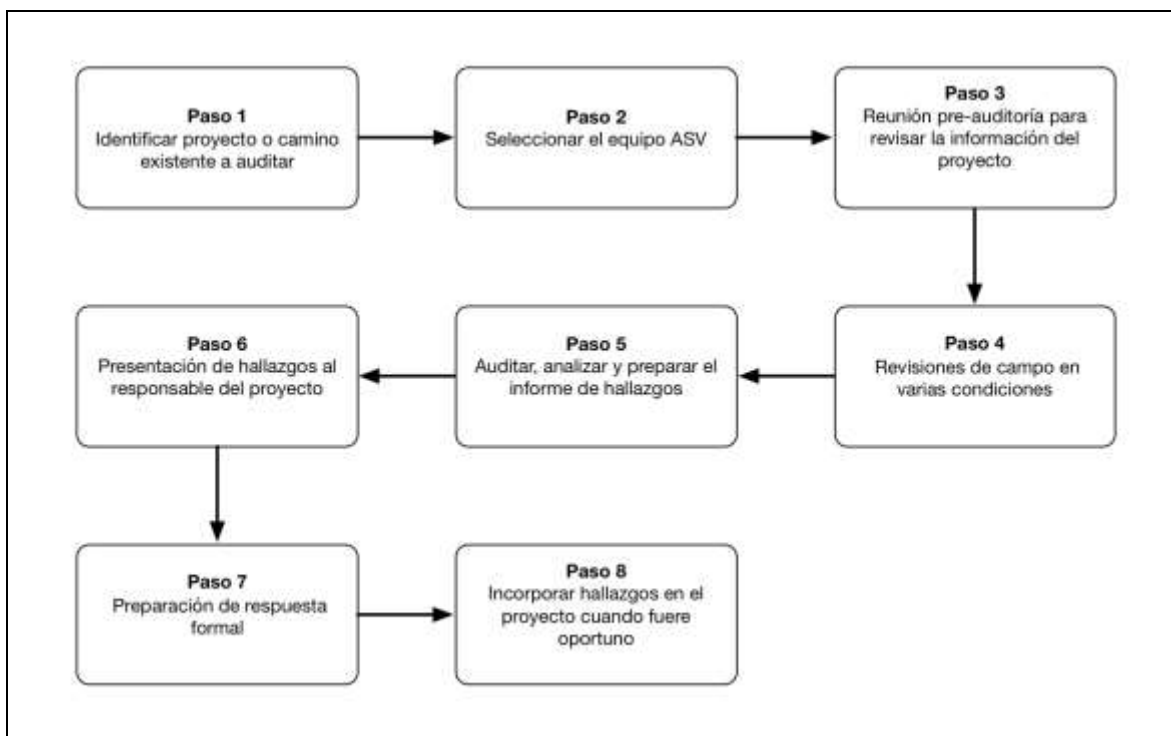 Paso 1
Identificar proyecto o camino
existente a auditar
Paso 2
Seleccionar el equipo ASV
Paso 3
Reunión pre-auditoría para
revisar la información del
proyecto
Paso 4
Revisiones de campo en
varias condiciones
Paso 5
Auditar, analizar y preparar el
informe de hallazgos
Paso 6
Presentación de hallazgos al
responsable del proyecto
Paso 7
Preparación de respuesta
formal
Paso 8
Incorporar hallazgos en el
proyecto cuando fuere
oportuno